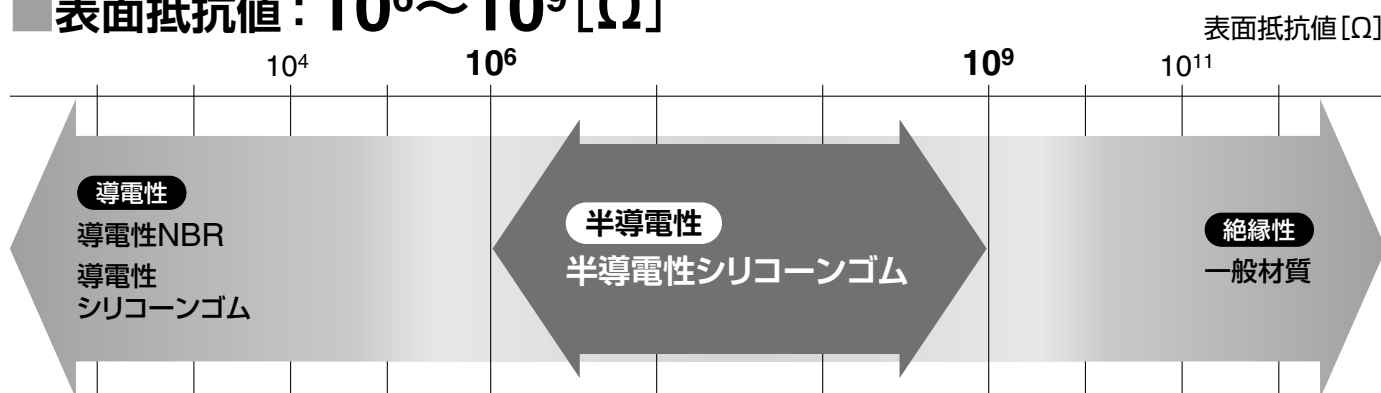 ■表面抵抗値：10⁶～10⁹[Ω]
表面抵抗値[Ω]
10⁴ 10⁶ 10⁹ 10¹¹
導電性
導電性NBR
導電性
シリコーンゴム
半導電性
半導電性シリコーンゴム
絶縁性
一般材質